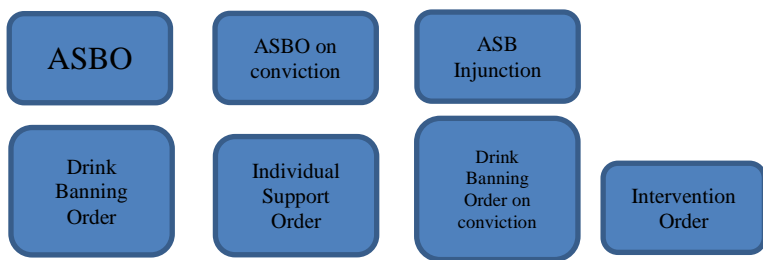 ASBO
ASBO on
conviction
ASB
Injunction
Drink
Banning
Order
Individual
Support
Order
Drink
Banning
Order on
conviction
Intervention
Order